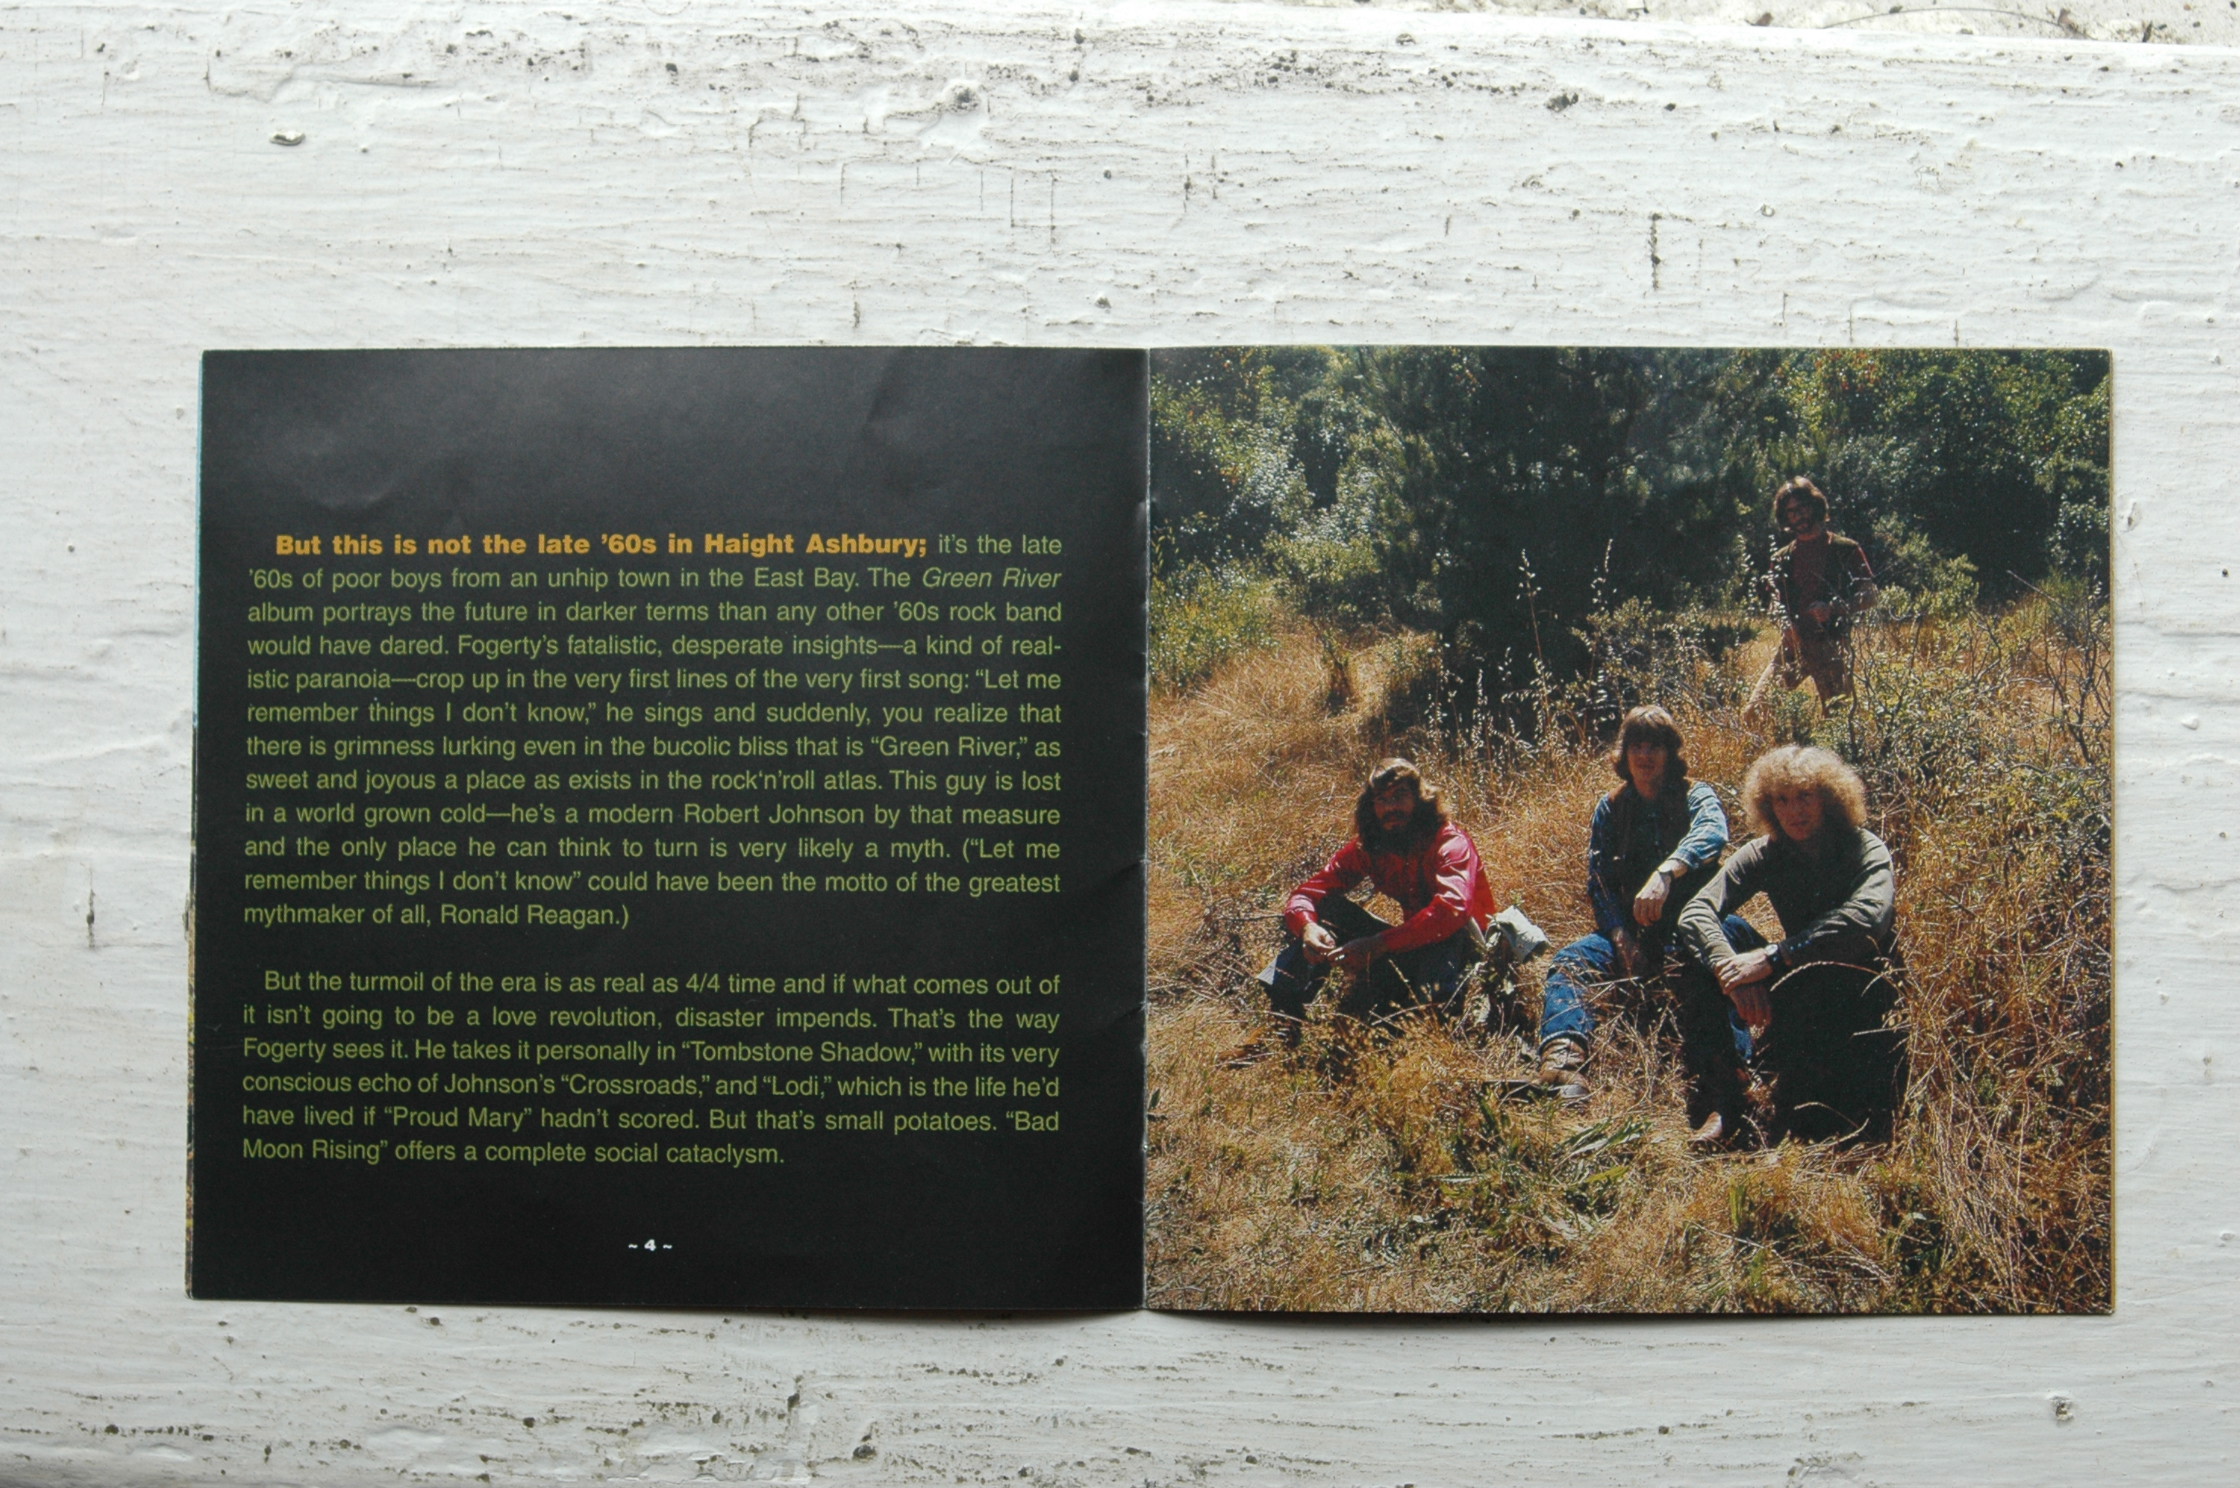 But this is not the late '60s in Haight Ashbury; it's the late
'60s of poor boys from an unhip town in the East Bay. The Green River
album portrays the future in darker terms than any other '60s rock band
would have dared. Fogerty's fatalistic, desperate insights—a kind of real-
istic paranoia—crop up in the very first lines of the very first song: “Let me
remember things I don't know,” he sings and suddenly, you realize that
there is grimness lurking even in the bucolic bliss that is “Green River,” as
sweet and joyous a place as exists in the rock‘n’roll atlas. This guy is lost
in a world grown cold—he's a modern Robert Johnson by that measure
and the only place he can think to turn is very likely a myth. (“Let me
remember things I don't know” could have been the motto of the greatest
mythmaker of all, Ronald Reagan.)
But the turmoil of the era is as real as 4/4 time and if what comes out of
it isn't going to be a love revolution, disaster impends. That's the way
Fogerty sees it. He takes it personally in “Tombstone Shadow,” with its very
conscious echo of Johnson's “Crossroads,” and “Lodi,” which is the life he'd
have lived if “Proud Mary” hadn't scored. But that's small potatoes. “Bad
Moon Rising” offers a complete social cataclysm.
~ 4 ~